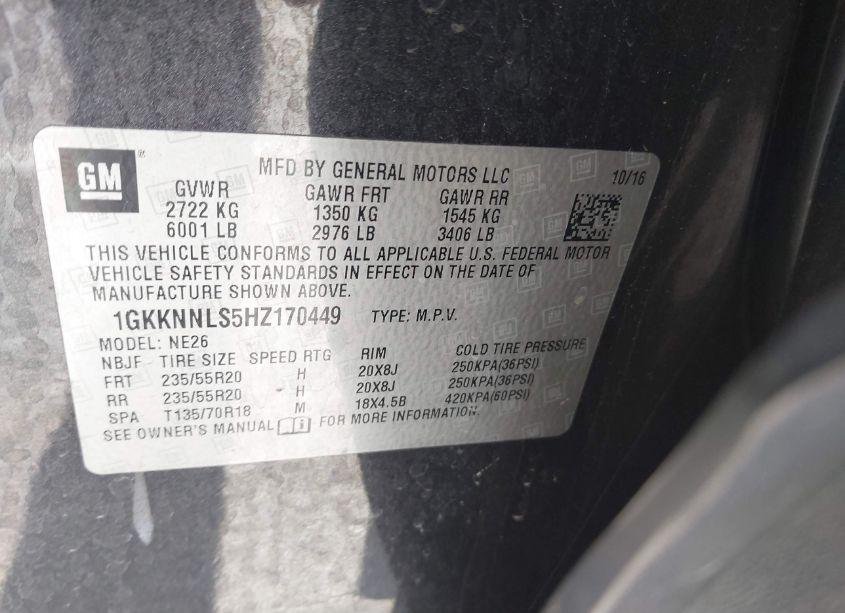 GM
MFD BY GENERAL MOTORS LLC 10/16
GVWR GAWR FRT GAWR RR
2722 KG 1350 KG 1545 KG
6001 LB 2976 LB 3406 LB
THIS VEHICLE CONFORMS TO ALL APPLICABLE U.S. FEDERAL MOTOR
VEHICLE SAFETY STANDARDS IN EFFECT ON THE DATE OF
MANUFACTURE SHOWN ABOVE.
1GKKNNLS5HZ170449 TYPE: M.P.V.
MODEL: NE26
NBJF TIRE SIZE SPEED RTG RIM COLD TIRE PRESSURE
FRT 235/55R20 H 20X8J 250KPA(36PSI)
RR 235/55R20 H 20X8J 250KPA(36PSI)
SPA T135/70R18 M 18X4.5B 420KPA(60PSI)
SEE OWNER'S MANUAL FOR MORE INFORMATION.